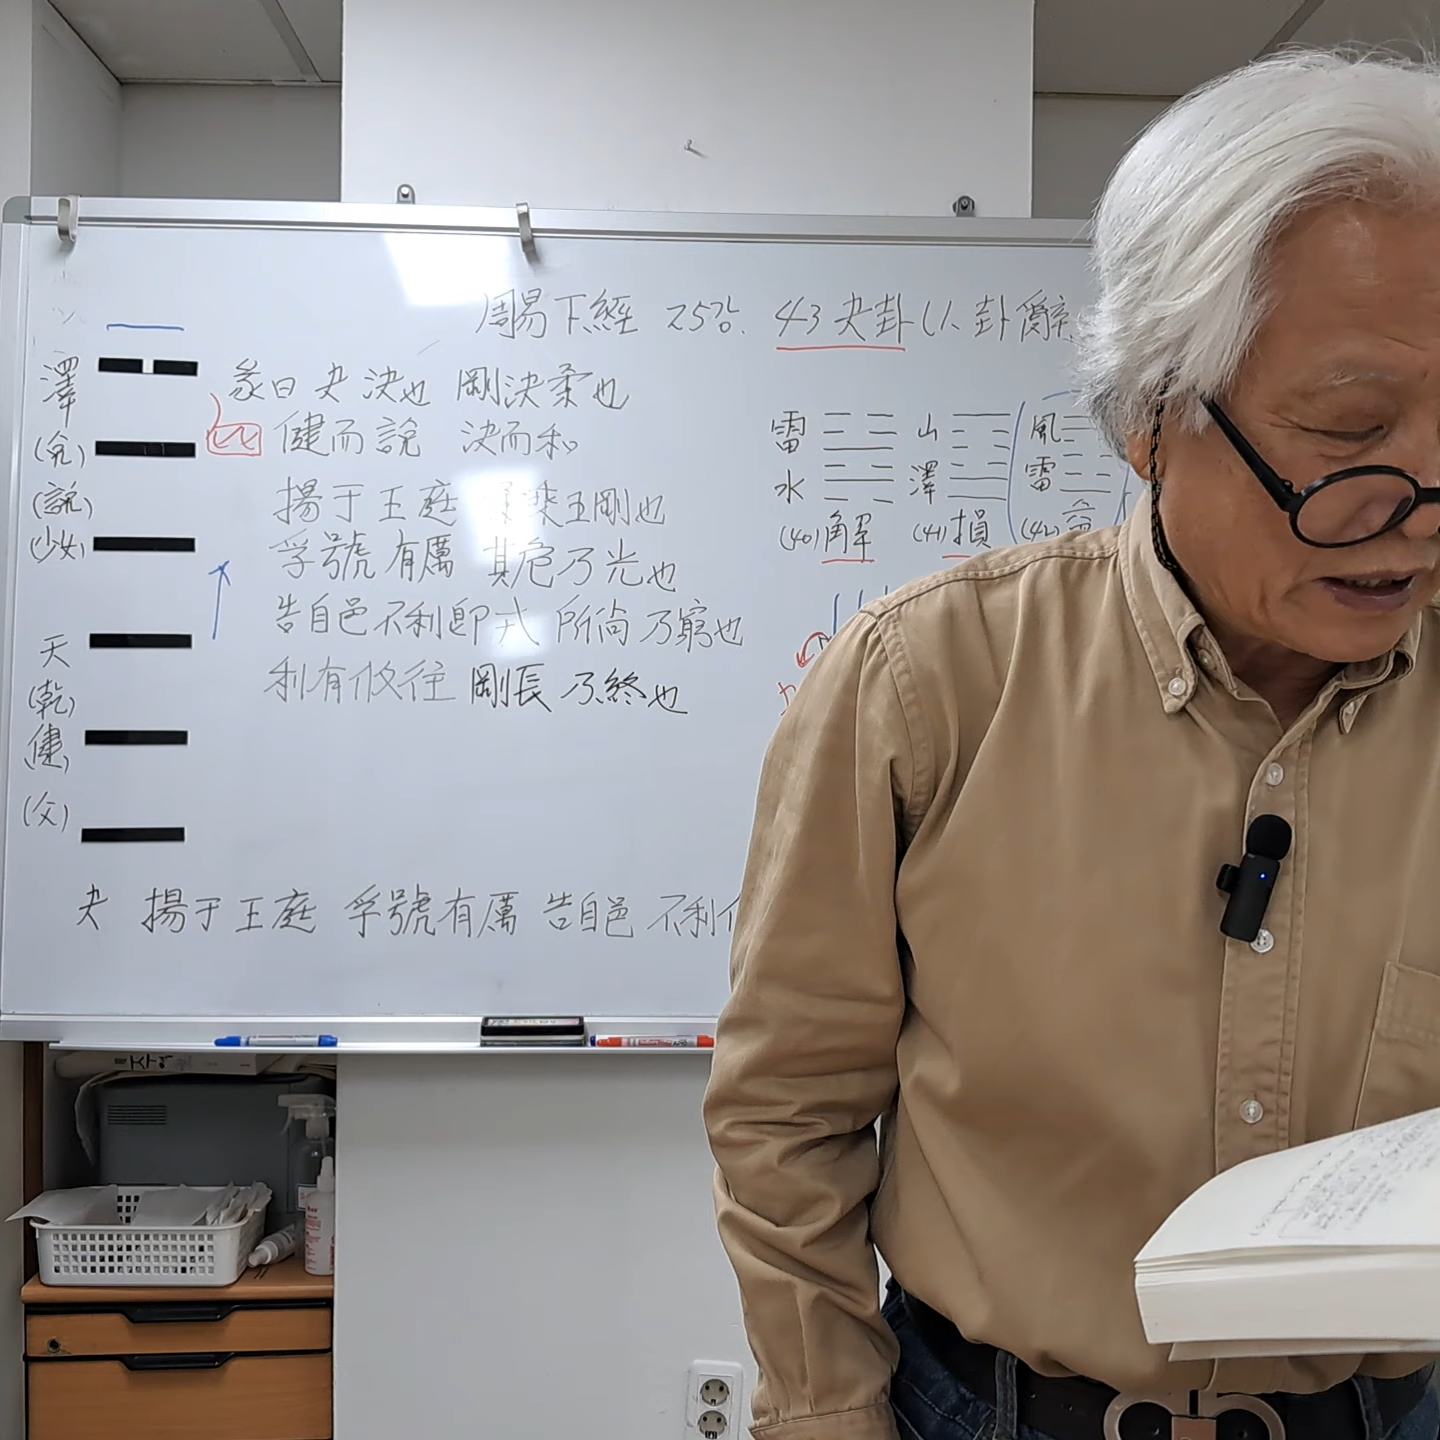 周易下經 25강. 43夬卦 (1. 卦辭
澤
(兌)
(說)
(少女)
天
(乾)
(健)
(父)
彖曰 夬 決也 剛決柔也
健而說 決而和
揚于王庭 柔乘五剛也
孚號有厲 其危乃光也
告自邑不利卽戎 所尙乃窮也
利有攸往 剛長乃終也
雷 山 風
水 澤 雷
(40)解 (41)損 (42)益
夬 揚于王庭 孚號有厲 告自邑 不利